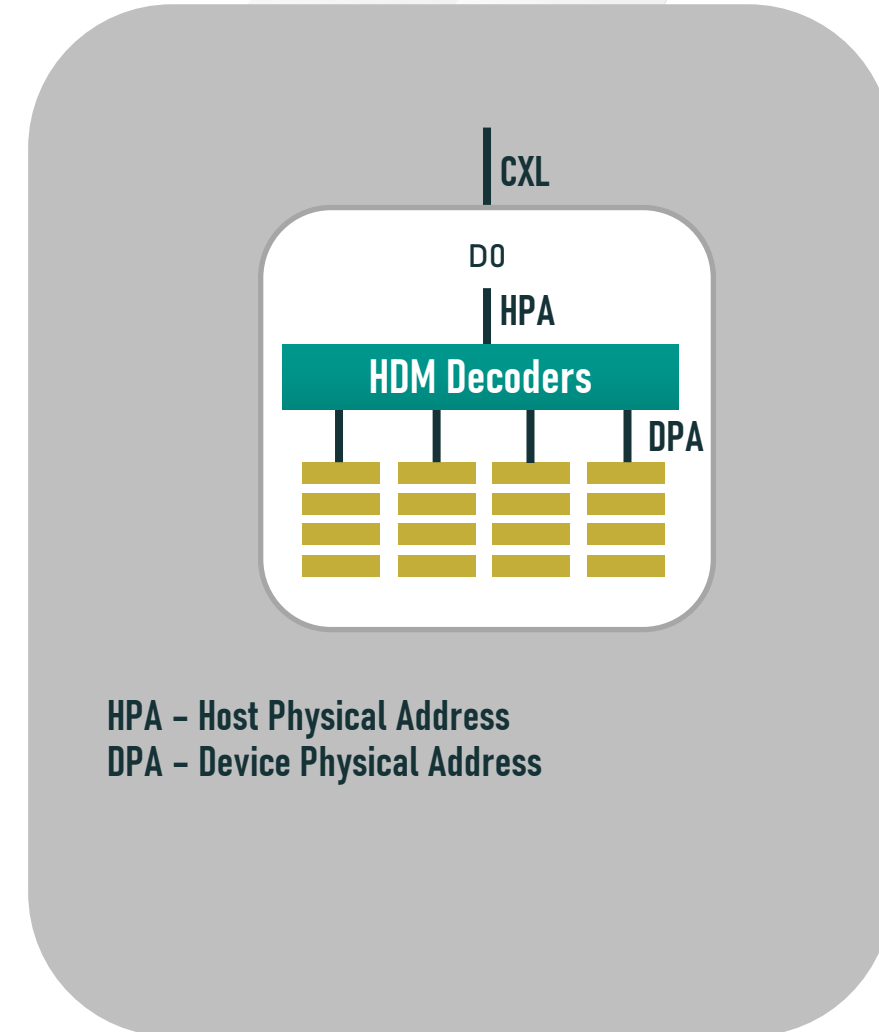 CXL
D0
HPA
HDM Decoders
DPA
HPA – Host Physical Address
DPA – Device Physical Address